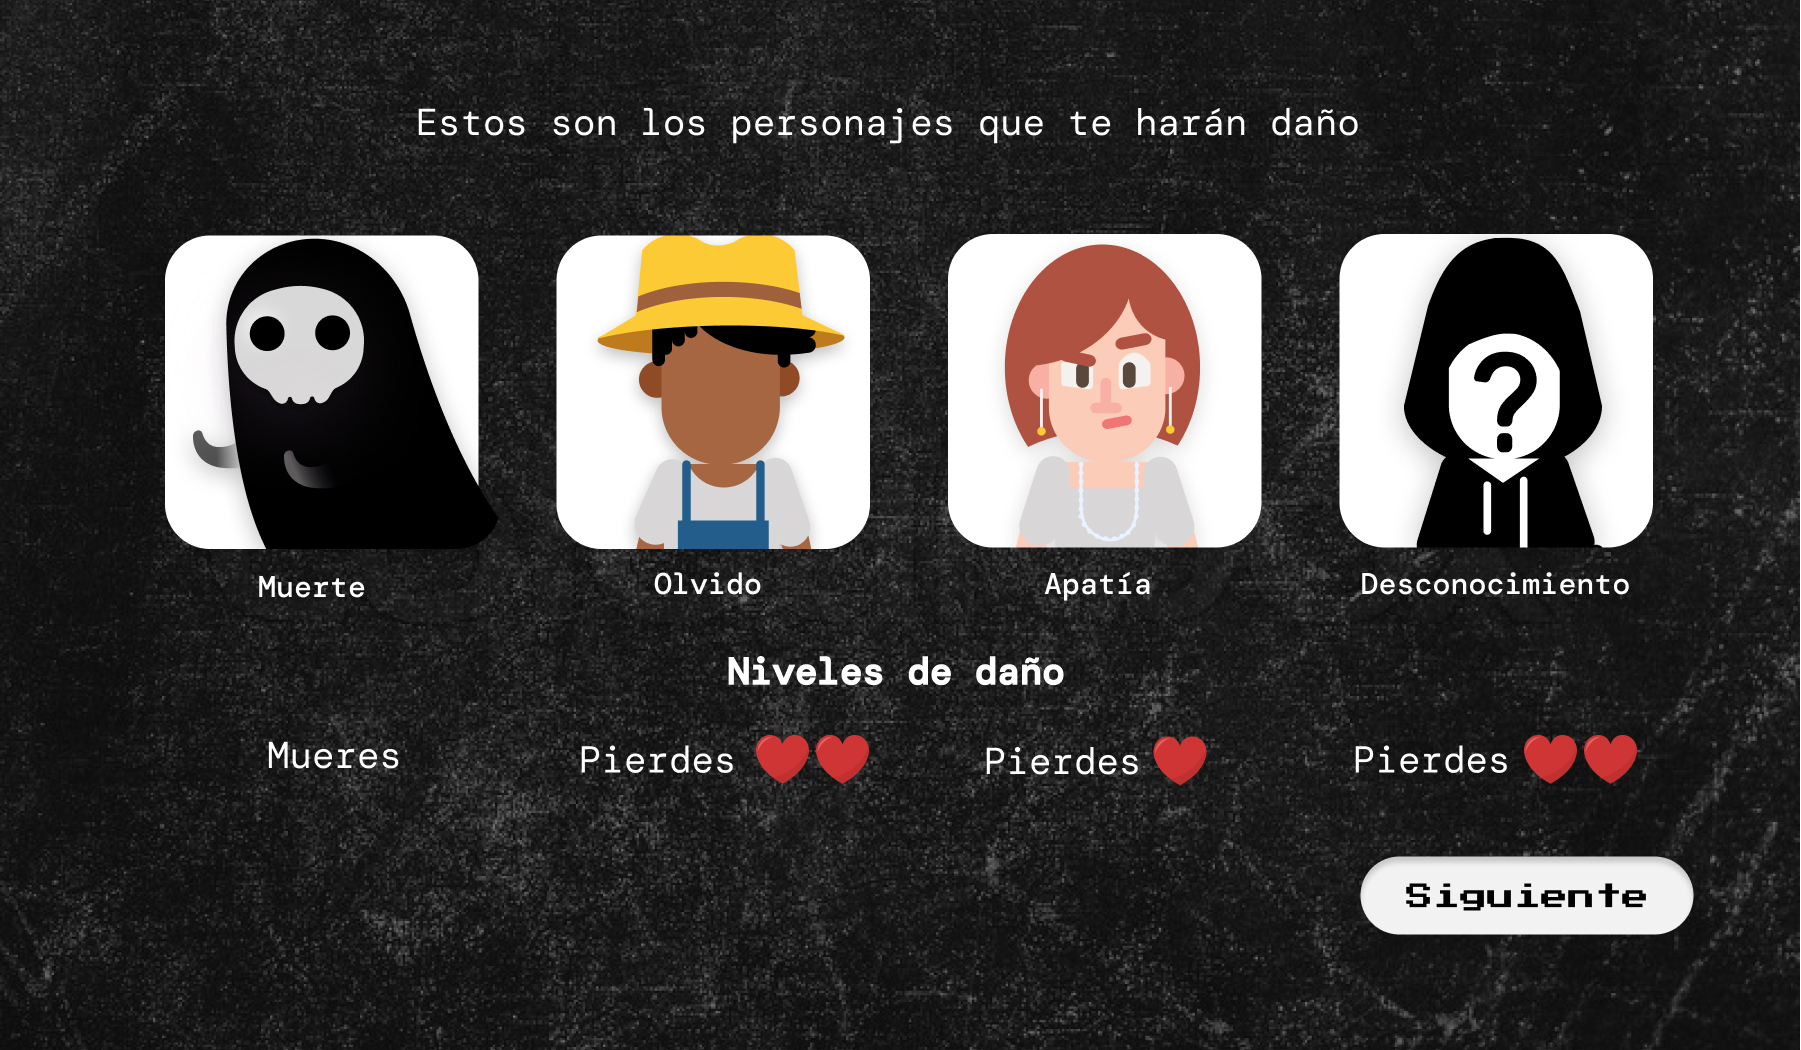 Estos son los personajes que te harán daño
Muerte
Olvido
Apatía
Desconocimiento
Niveles de daño
Mueres
Pierdes ❤️❤️
Pierdes ❤️
Pierdes ❤️❤️
Siguiente